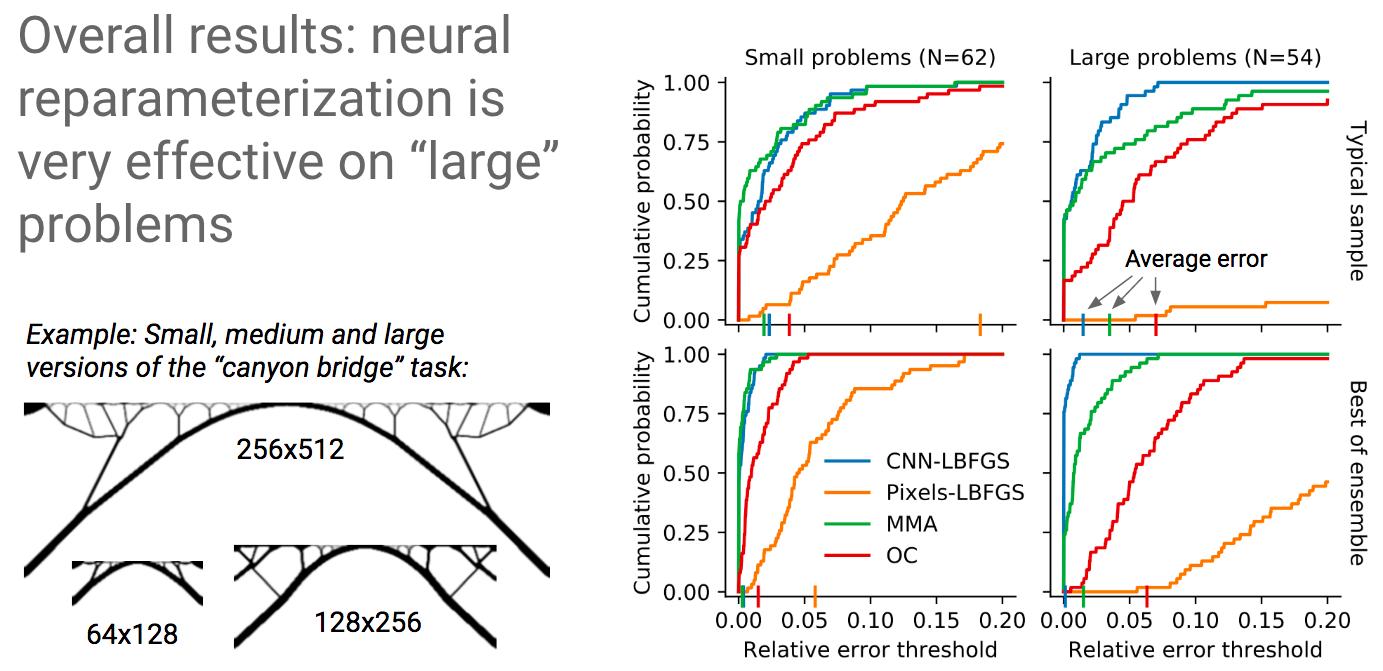 Overall results: neural
reparameterization is
very effective on “large”
problems
Example: Small, medium and large
versions of the “canyon bridge” task:
256x512
64x128
128x256
Small problems (N=62)
Large problems (N=54)
Cumulative probability
1.00
0.75
0.50
0.25
0.00
Average error
Typical sample
Cumulative probability
1.00
0.75
0.50
0.25
0.00
CNN-LBFGS
Pixels-LBFGS
MMA
OC
Best of ensemble
0.00 0.05 0.10 0.15 0.20
0.00 0.05 0.10 0.15 0.20
Relative error threshold
Relative error threshold